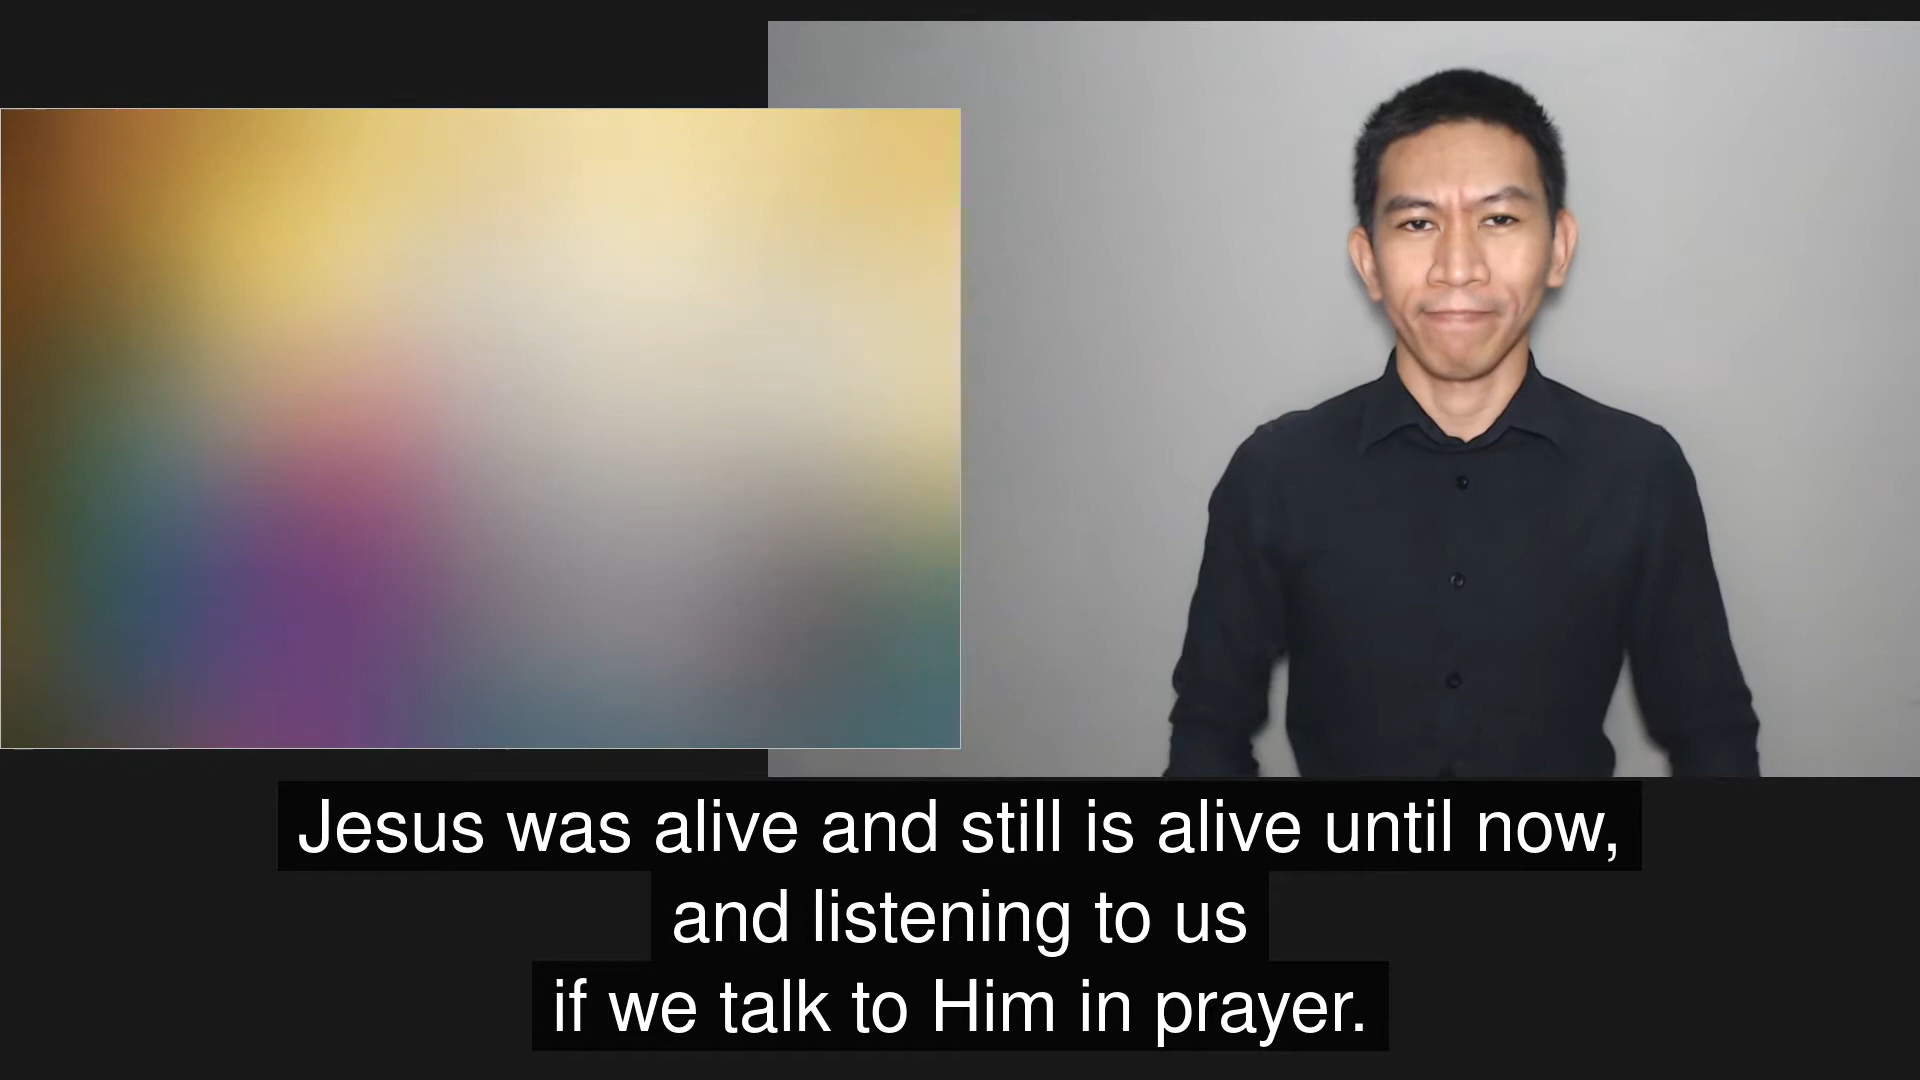 Jesus was alive and still is alive until now,
and listening to us
if we talk to Him in prayer.